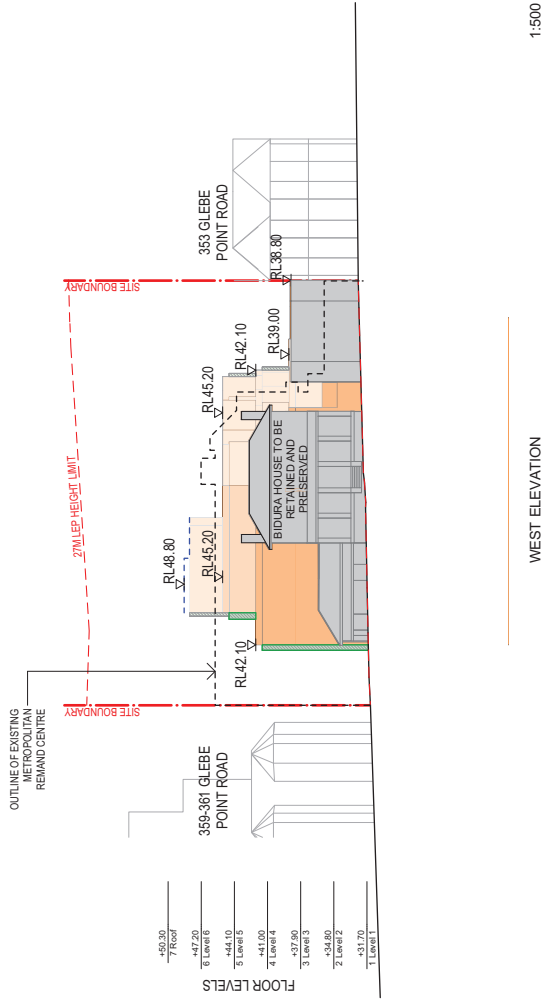 OUTLINE OF EXISTING
METROPOLITAN
REMAND CENTRE
27M LEP HEIGHT LIMIT
SITE BOUNDARY
SITE BOUNDARY
359-361 GLEBE
POINT ROAD
353 GLEBE
POINT ROAD
RL48.80
RL45.20
RL42.10
RL45.20
RL42.10
RL39.00
RL38.80
BIDURA HOUSE TO BE
RETAINED AND
PRESERVED
FLOOR LEVELS
+50.30
7 Roof
+47.20
6 Level 6
+44.10
5 Level 5
+41.00
4 Level 4
+37.90
3 Level 3
+34.80
2 Level 2
+31.70
1 Level 1
WEST ELEVATION
1:500